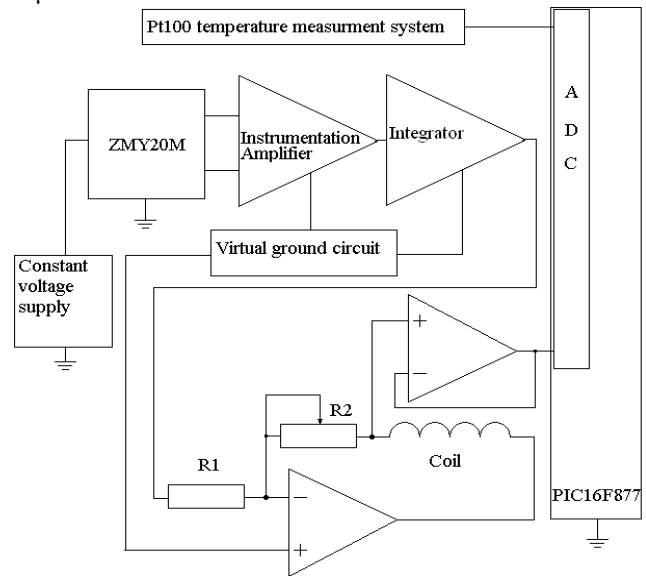 Pt100 temperature measurment system
A
D
C
ZMY20M
Instrumentation
Amplifier
Integrator
Virtual ground circuit
Constant
voltage
supply
+
−
R2
Coil
R1
−
+
PIC16F877